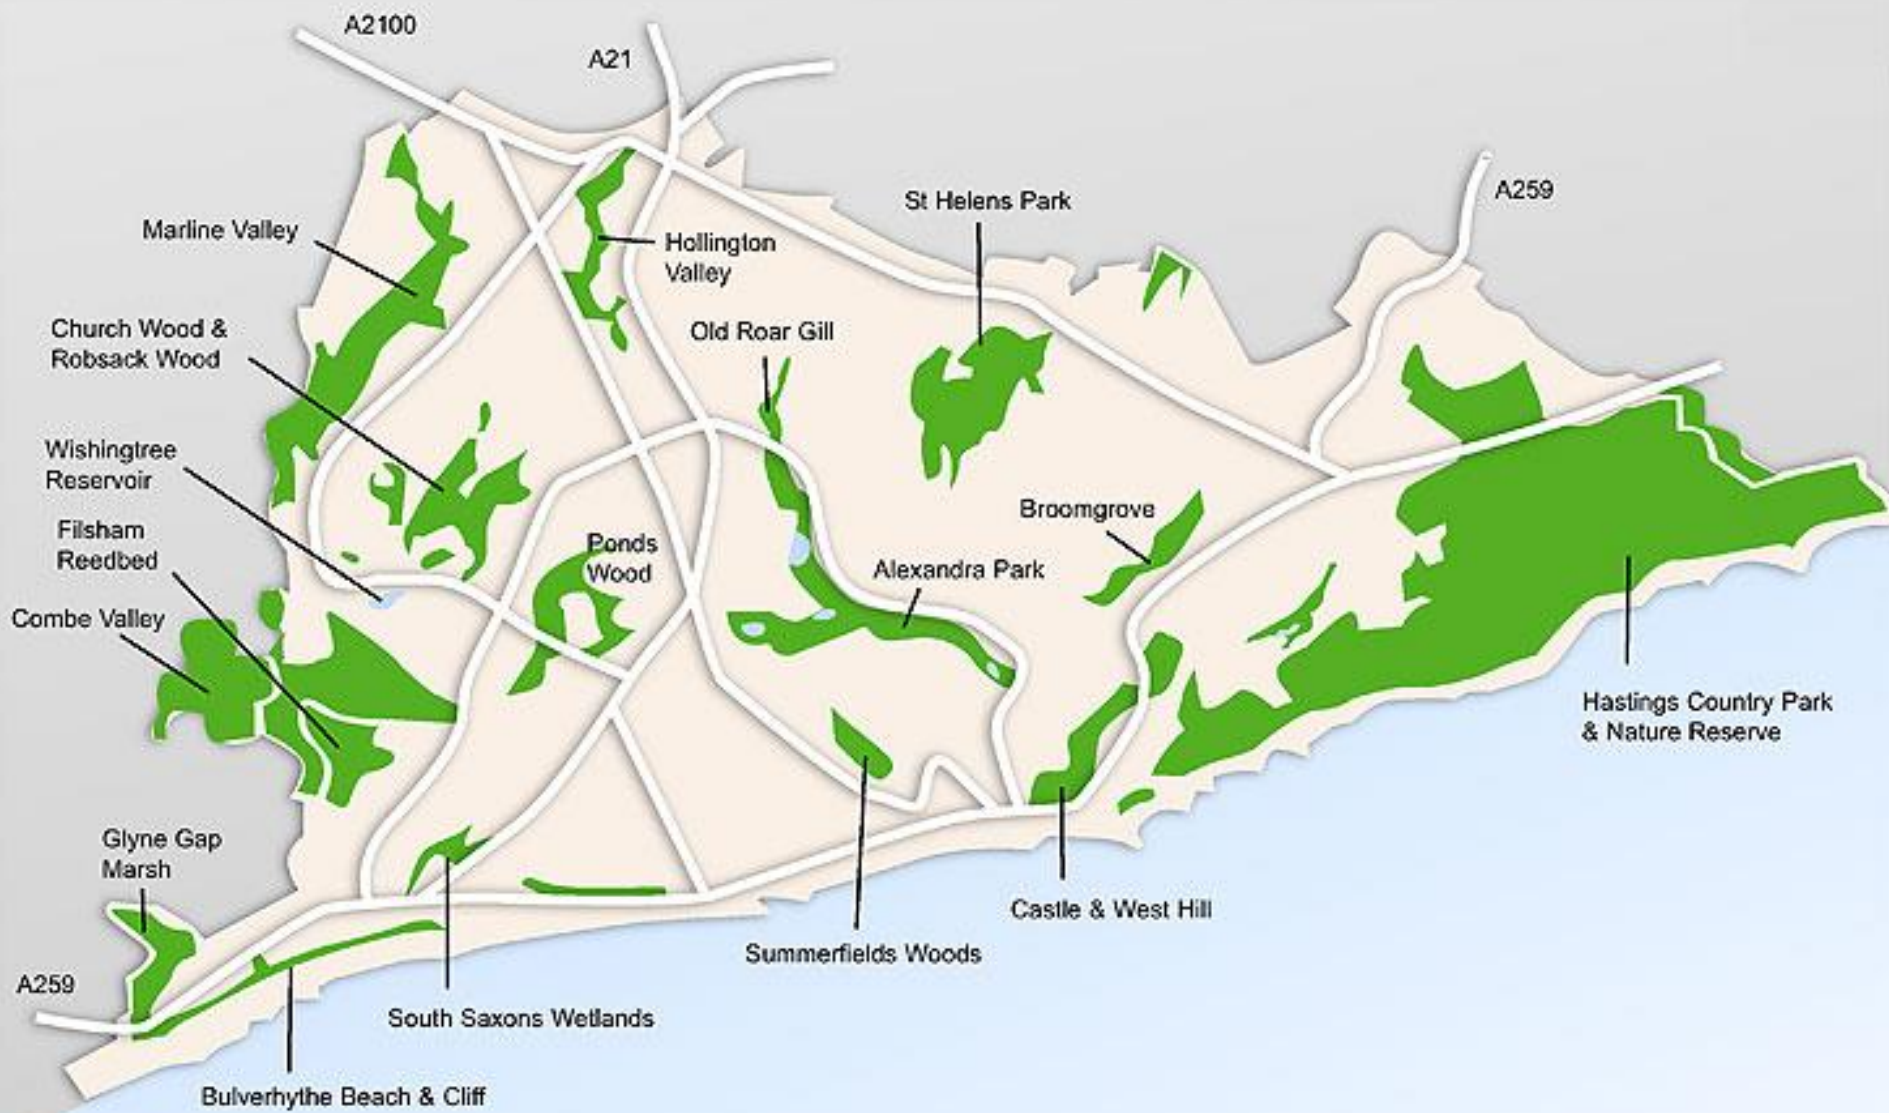 A2100
A21
A259
St Helens Park
Marline Valley
Hollington
Valley
Church Wood &
Robsack Wood
Old Roar Gill
Wishingtree
Reservoir
Filsham
Reedbed
Broomgrove
Ponds
Wood
Alexandra Park
Combe Valley
Hastings Country Park
& Nature Reserve
Glyne Gap
Marsh
Castle & West Hill
Summerfields Woods
A259
South Saxons Wetlands
Bulverhythe Beach & Cliff